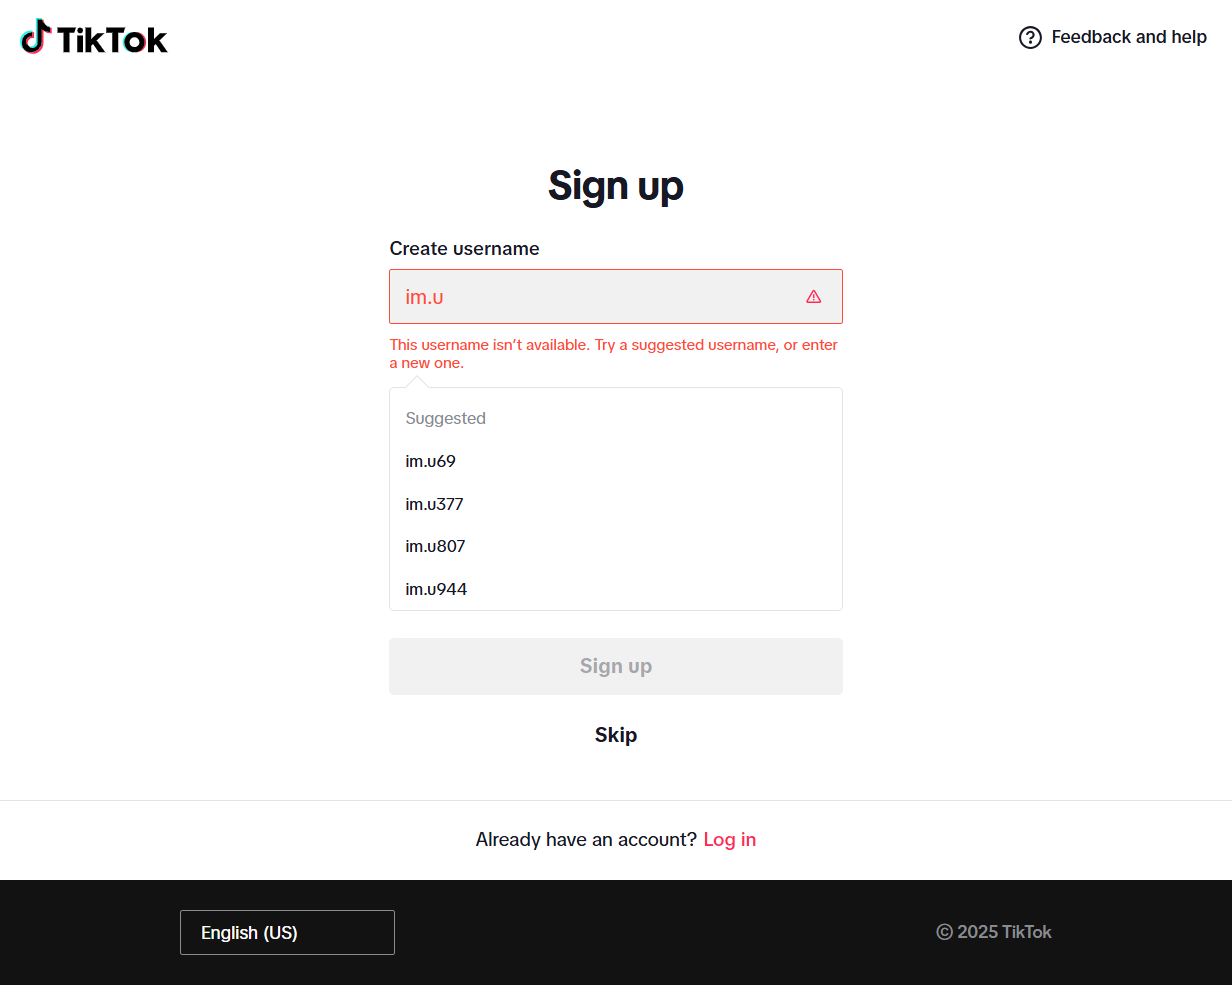 TikTok
Feedback and help
Sign up
Create username
im.u
This username isn’t available. Try a suggested username, or enter
a new one.
Suggested
im.u69
im.u377
im.u807
im.u944
Sign up
Skip
Already have an account? Log in
English (US)
© 2025 TikTok